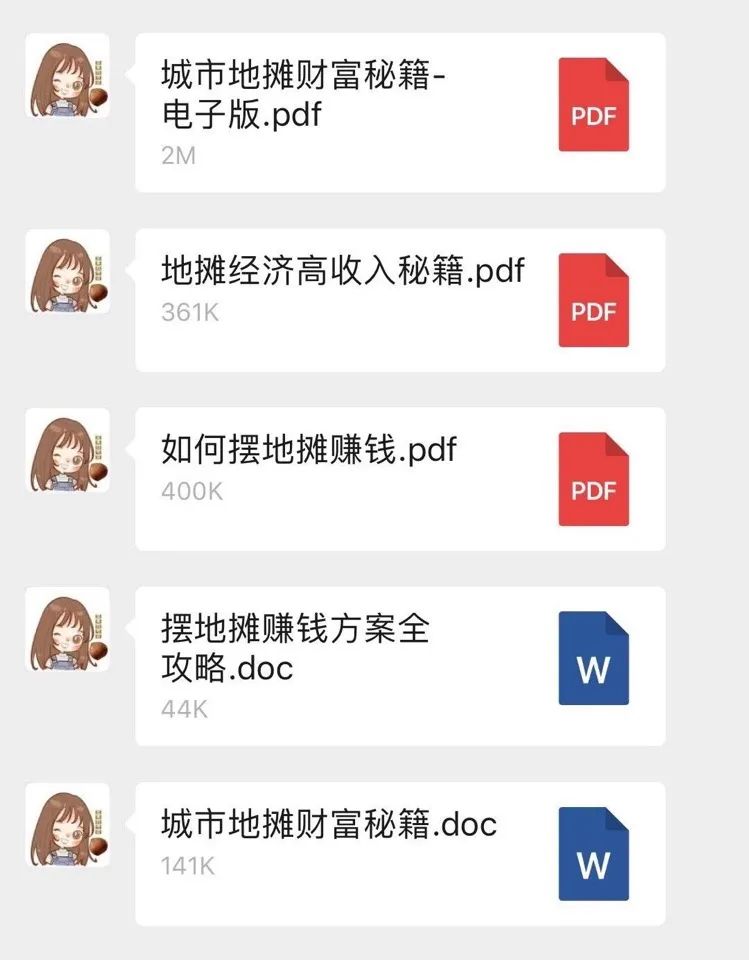 城市地摊财富秘籍-
电子版.pdf
2M
PDF
地摊经济高收入秘籍.pdf
361K
PDF
如何摆地摊赚钱.pdf
400K
PDF
摆地摊赚钱方案全
攻略.doc
44K
W
城市地摊财富秘籍.doc
141K
W